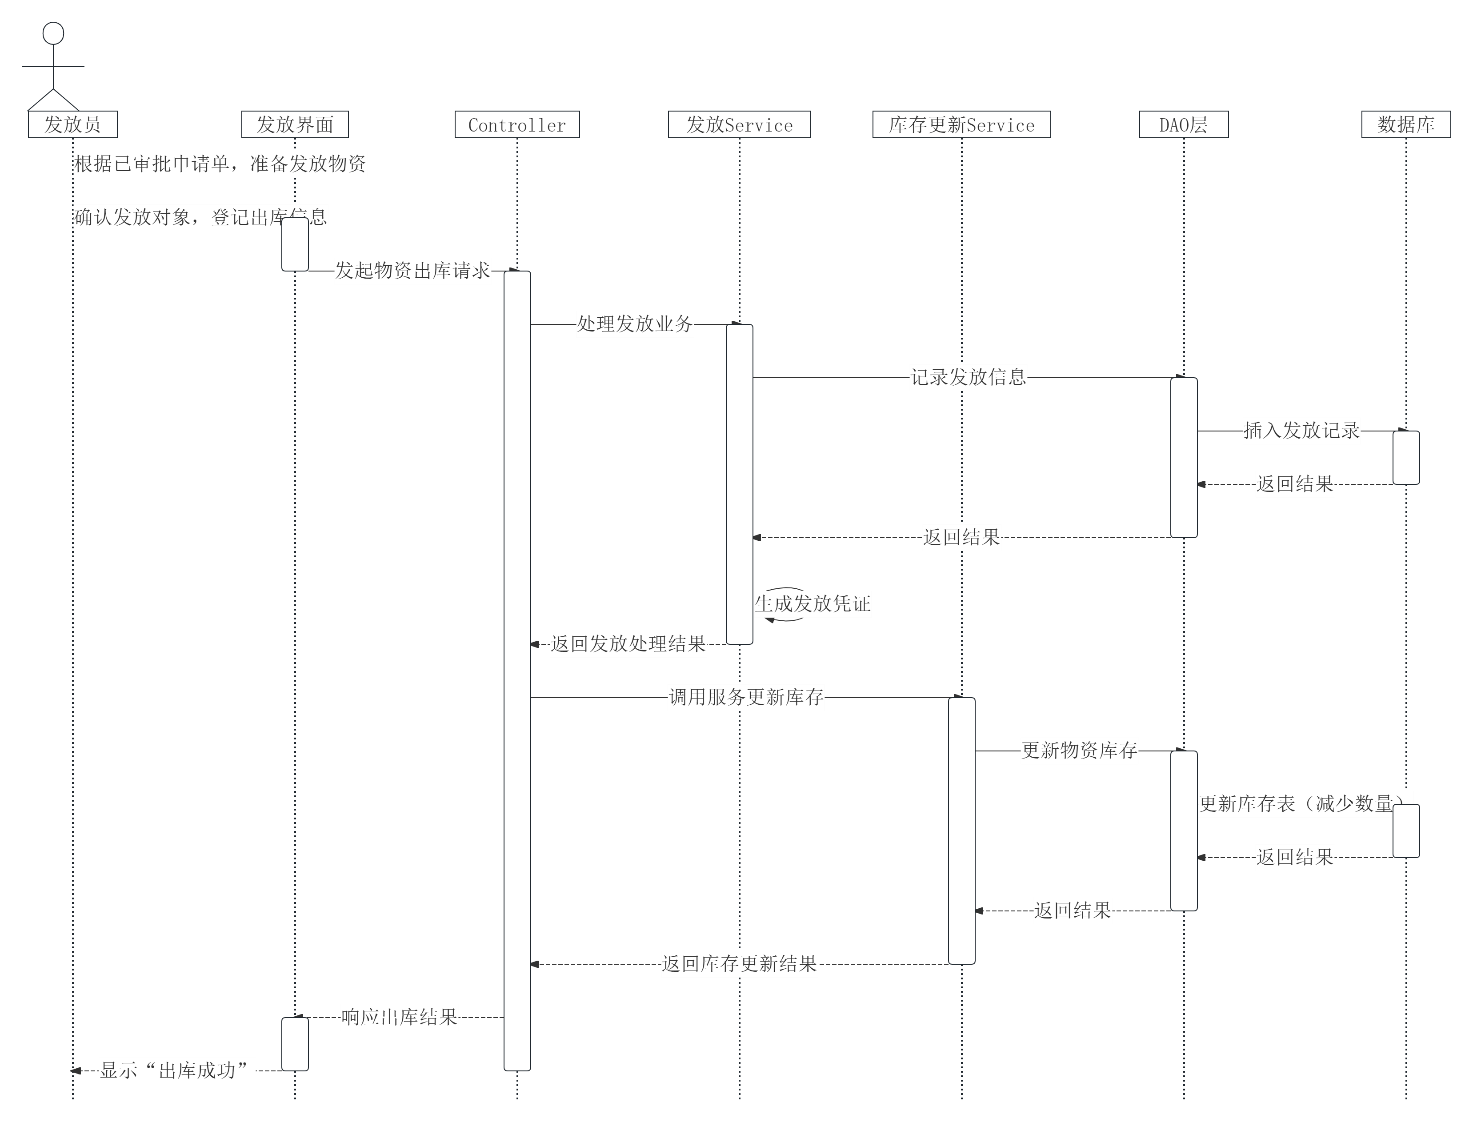 发放员
发放界面
Controller
发放Service
库存更新Service
DAO层
数据库
根据已审批申请单，准备发放物资
确认发放对象，登记出库信息
发起物资出库请求
处理发放业务
记录发放信息
插入发放记录
返回结果
返回结果
生成发放凭证
返回发放处理结果
调用服务更新库存
更新物资库存
更新库存表（减少数量）
返回结果
返回结果
返回库存更新结果
响应出库结果
显示“出库成功”